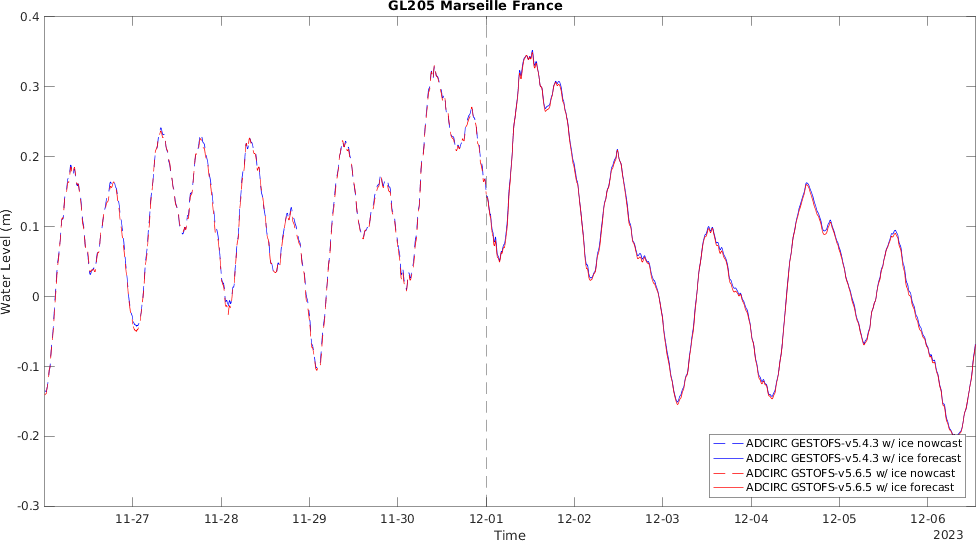 GL205 Marseille France
0.4
0.3
0.2
0.1
0
-0.1
-0.2
-0.3
Water Level (m)
ADCIRC GESTOFS-v5.4.3 w/ ice nowcast
ADCIRC GESTOFS-v5.4.3 w/ ice forecast
ADCIRC GSTOFS-v5.6.5 w/ ice nowcast
ADCIRC GSTOFS-v5.6.5 w/ ice forecast
11-27 11-28 11-29 11-30 12-01 12-02 12-03 12-04 12-05 12-06
Time
2023